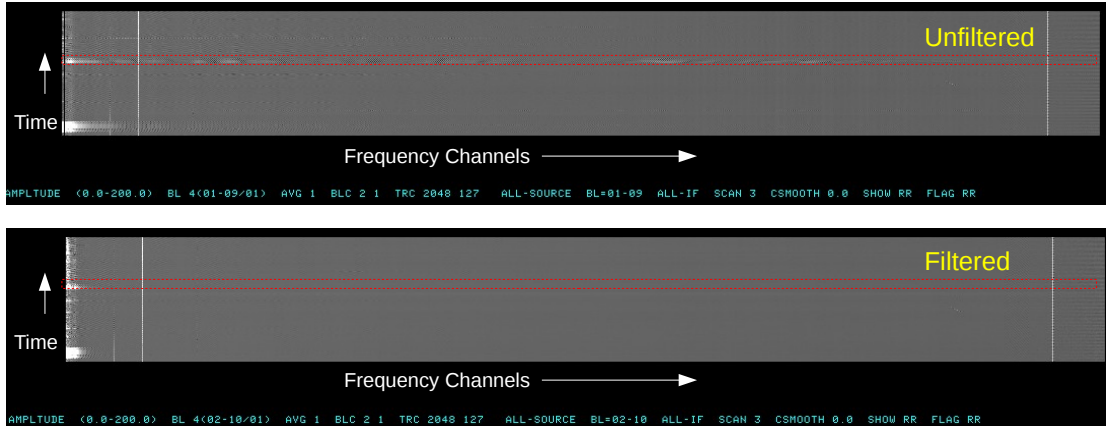 Unfiltered
Time
Frequency Channels
AMPLTUDE (0.0-200.0) BL 4(01-09/01) AVG 1 BLC 2 1 TRC 2048 127 ALL-SOURCE BL=01-09 ALL-IF SCAN 3 CSMOOTH 0.0 SHOW RR FLAG RR
Filtered
Time
Frequency Channels
AMPLTUDE (0.0-200.0) BL 4(02-10/01) AVG 1 BLC 2 1 TRC 2048 127 ALL-SOURCE BL=02-10 ALL-IF SCAN 3 CSMOOTH 0.0 SHOW RR FLAG RR